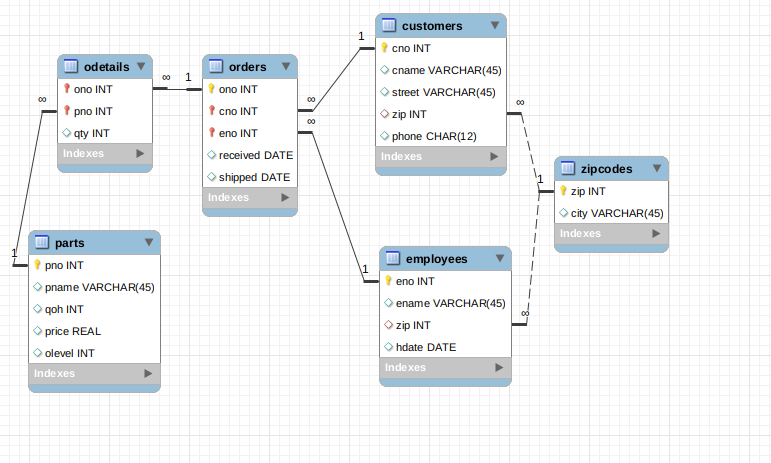 customers
cno INT
cname VARCHAR(45)
street VARCHAR(45)
zip INT
phone CHAR(12)
Indexes
1
∞
odetails
ono INT
pno INT
qty INT
Indexes
∞
∞
1
orders
ono INT
cno INT
eno INT
received DATE
shipped DATE
Indexes
∞
∞
zipcodes
zip INT
city VARCHAR(45)
Indexes
1
parts
pno INT
pname VARCHAR(45)
qoh INT
price REAL
olevel INT
Indexes
1
employees
eno INT
ename VARCHAR(45)
zip INT
hdate DATE
Indexes
1
∞